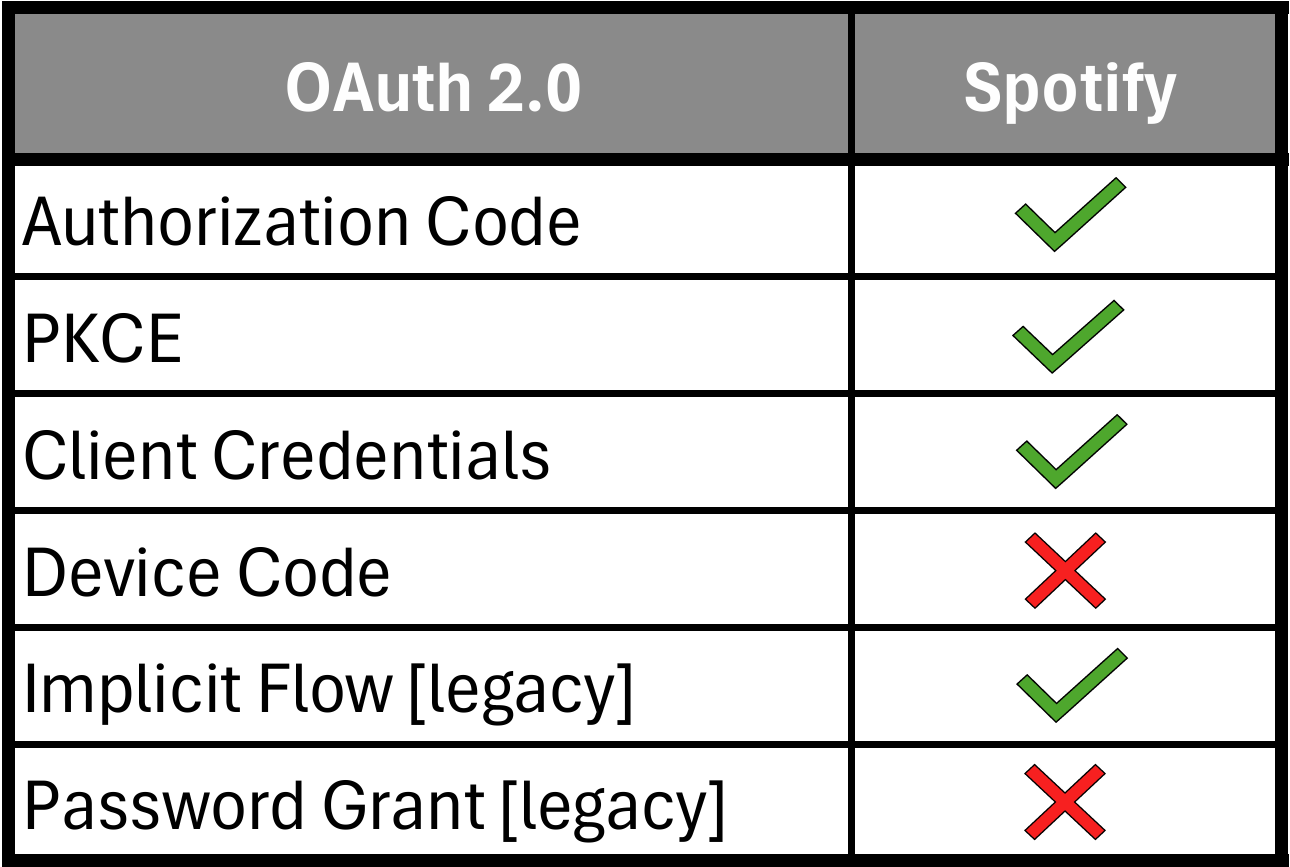 OAuth 2.0 Spotify
Authorization Code
PKCE
Client Credentials
Device Code
Implicit Flow [legacy]
Password Grant [legacy]